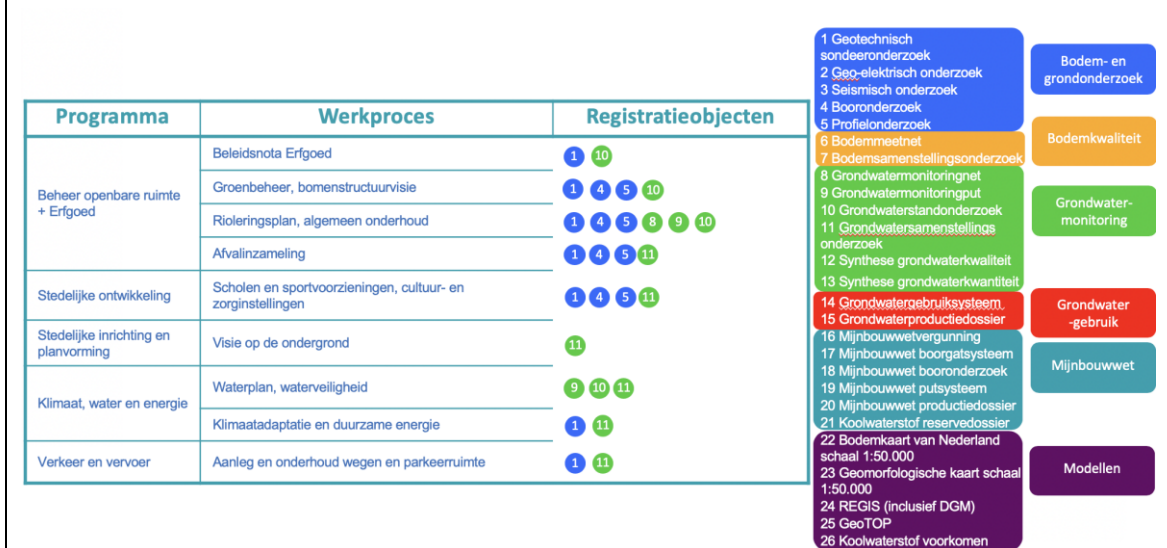 Programma
Werkproces
Registratieobjecten
Beheer openbare ruimte
+ Erfgoed
Beleidsnota Erfgoed
1 10
Groenbeheer, bomenstructuurvisie
1 4 5 10
Rioleringsplan, algemeen onderhoud
1 4 5 8 9 10
Afvalinzameling
1 4 5 11
Stedelijke ontwikkeling
Scholen en sportvoorzieningen, cultuur- en
zorginstellingen
1 4 5 11
Stedelijke inrichting en
planvorming
Visie op de ondergrond
11
Klimaat, water en energie
Waterplan, waterveiligheid
9 10 11
Klimaatadaptatie en duurzame energie
1 11
Verkeer en vervoer
Aanleg en onderhoud wegen en parkeerruimte
1 11
1 Geotechnisch
sondeeronderzoek
2 Geo-elektrisch onderzoek
3 Seismisch onderzoek
4 Booronderzoek
5 Profielonderzoek
Bodem- en
grondonderzoek
6 Bodemmeetnet
7 Bodemsamenstellingsonderzoek
Bodemkwaliteit
8 Grondwatermonitoringnet
9 Grondwatermonitoringput
10 Grondwaterstandonderzoek
11 Grondwatersamenstellings
onderzoek
12 Synthese grondwaterkwaliteit
13 Synthese grondwaterkwantiteit
Grondwater-
monitoring
14 Grondwatergebruiksysteem
15 Grondwaterproductiedossier
Grondwater
-gebruik
16 Mijnbouwwetvergunning
17 Mijnbouwwet boorgatsysteem
18 Mijnbouwwet booronderzoek
19 Mijnbouwwet putsysteem
20 Mijnbouwwet productiedossier
21 Koolwaterstof reservedossier
Mijnbouwwet
22 Bodemkaart van Nederland
schaal 1:50.000
23 Geomorfologische kaart schaal
1:50.000
24 REGIS (inclusief DGM)
25 GeoTOP
26 Koolwaterstof voorkomen
Modellen